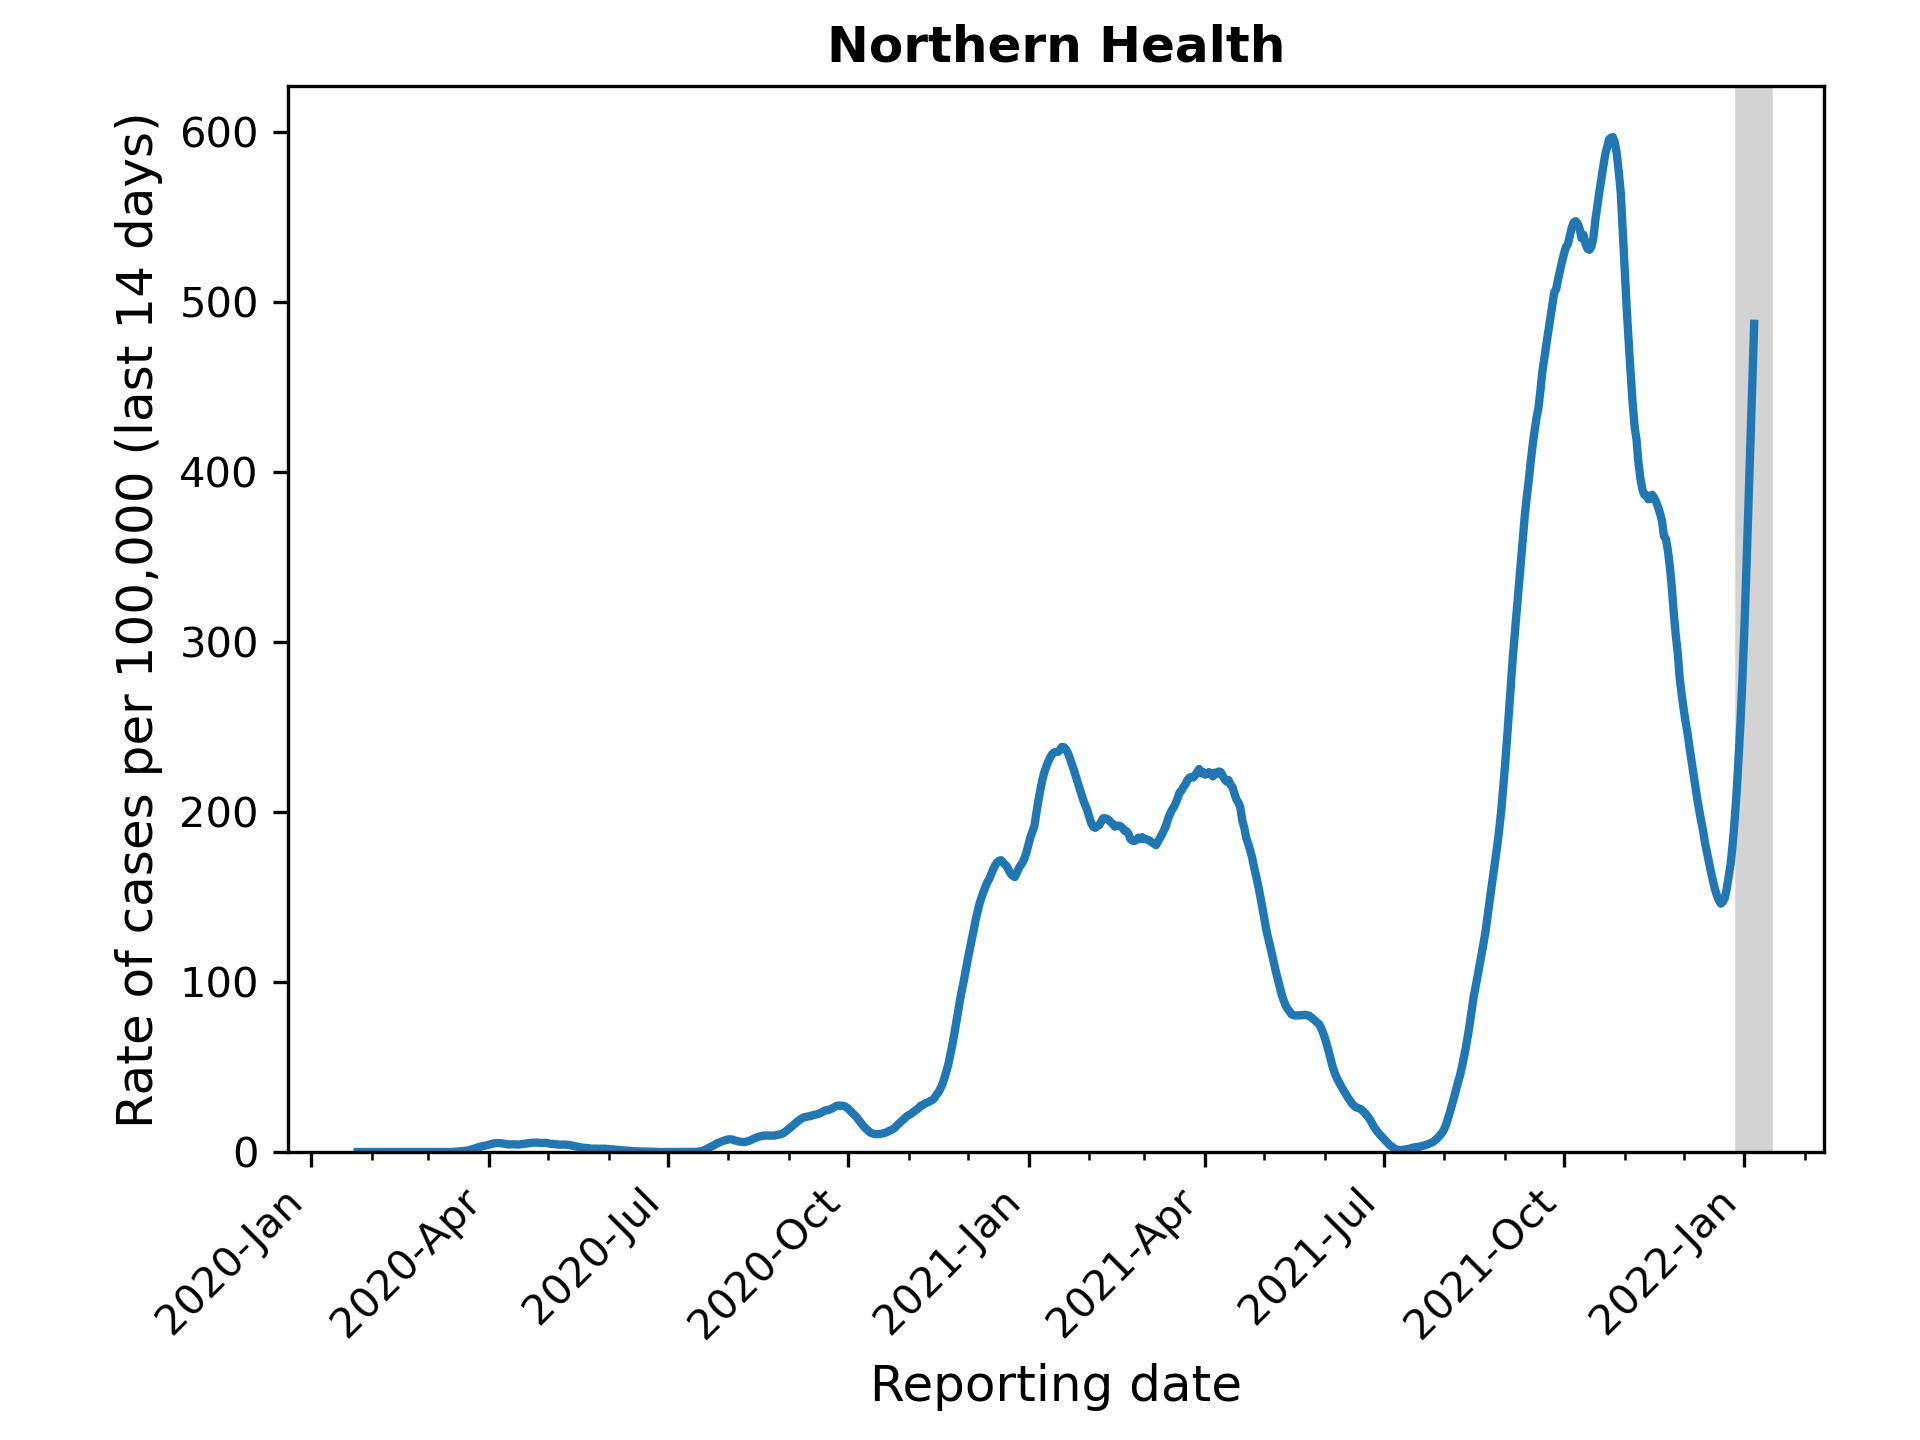 Northern Health
Rate of cases per 100,000 (last 14 days)
600
500
400
300
200
100
0
2020-Jan
2020-Apr
2020-Jul
2020-Oct
2021-Jan
2021-Apr
2021-Jul
2021-Oct
2022-Jan
Reporting date